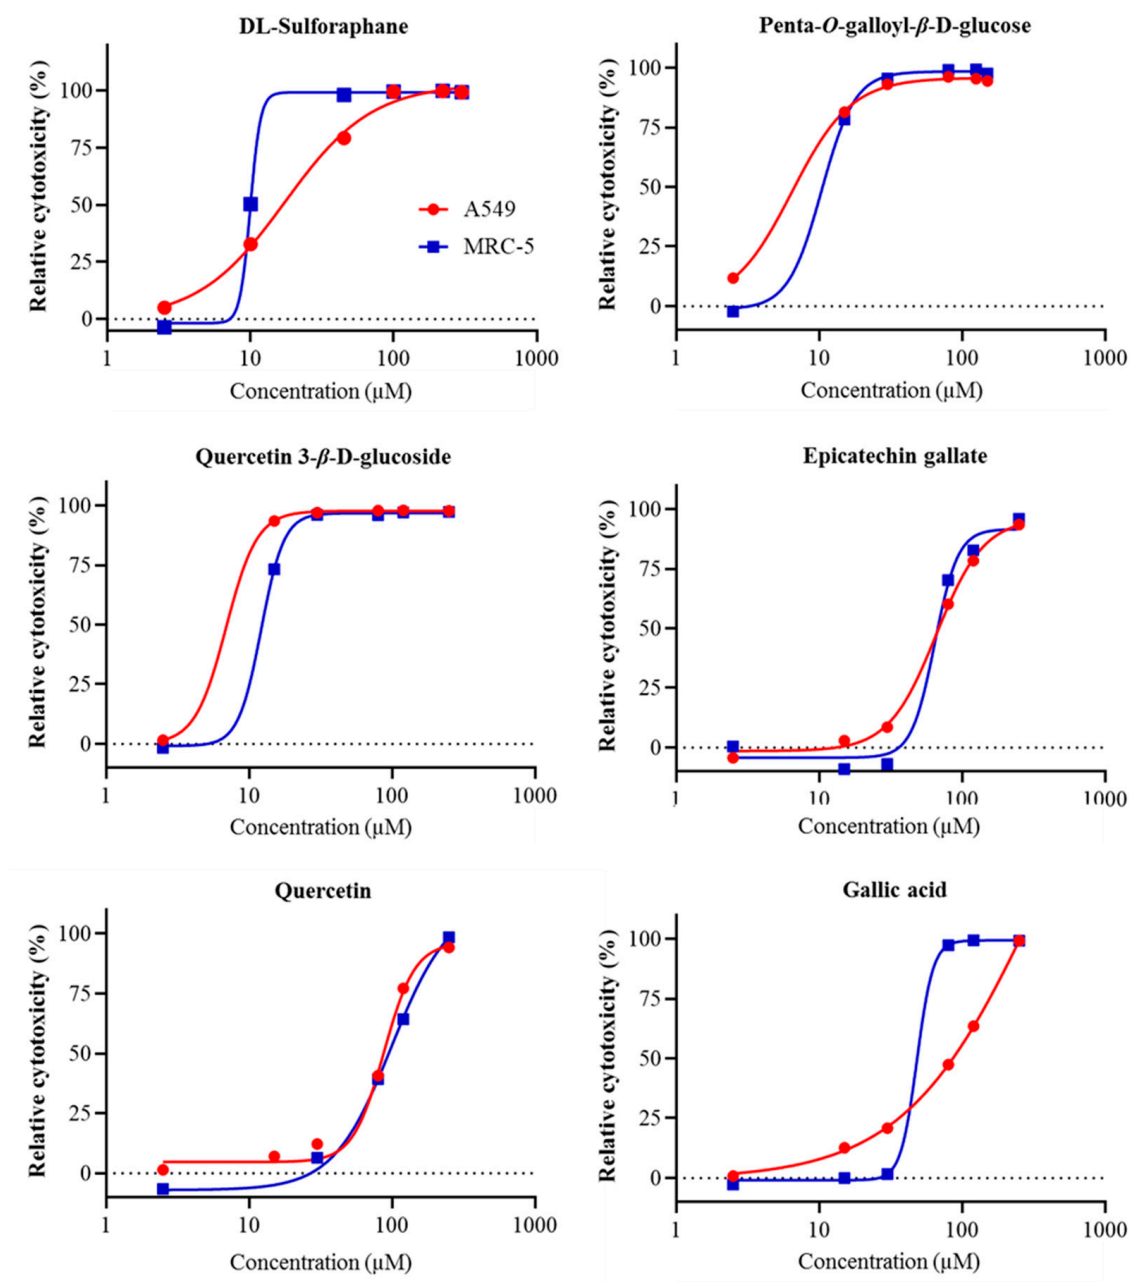 DL-Sulforaphane
Relative cytotoxicity (%)
100
75
50
25
0
A549
MRC-5
1 10 100 1000
Concentration (µM)
Penta-O-galloyl-β-D-glucose
Relative cytotoxicity (%)
100
75
50
25
0
1 10 100 1000
Concentration (µM)
Quercetin 3-β-D-glucoside
Relative cytotoxicity (%)
100
75
50
25
0
1 10 100 1000
Concentration (µM)
Epicatechin gallate
Relative cytotoxicity (%)
100
75
50
25
0
1 10 100 1000
Concentration (µM)
Quercetin
Relative cytotoxicity (%)
100
75
50
25
0
1 10 100 1000
Concentration (µM)
Gallic acid
Relative cytotoxicity (%)
100
75
50
25
0
1 10 100 1000
Concentration (µM)